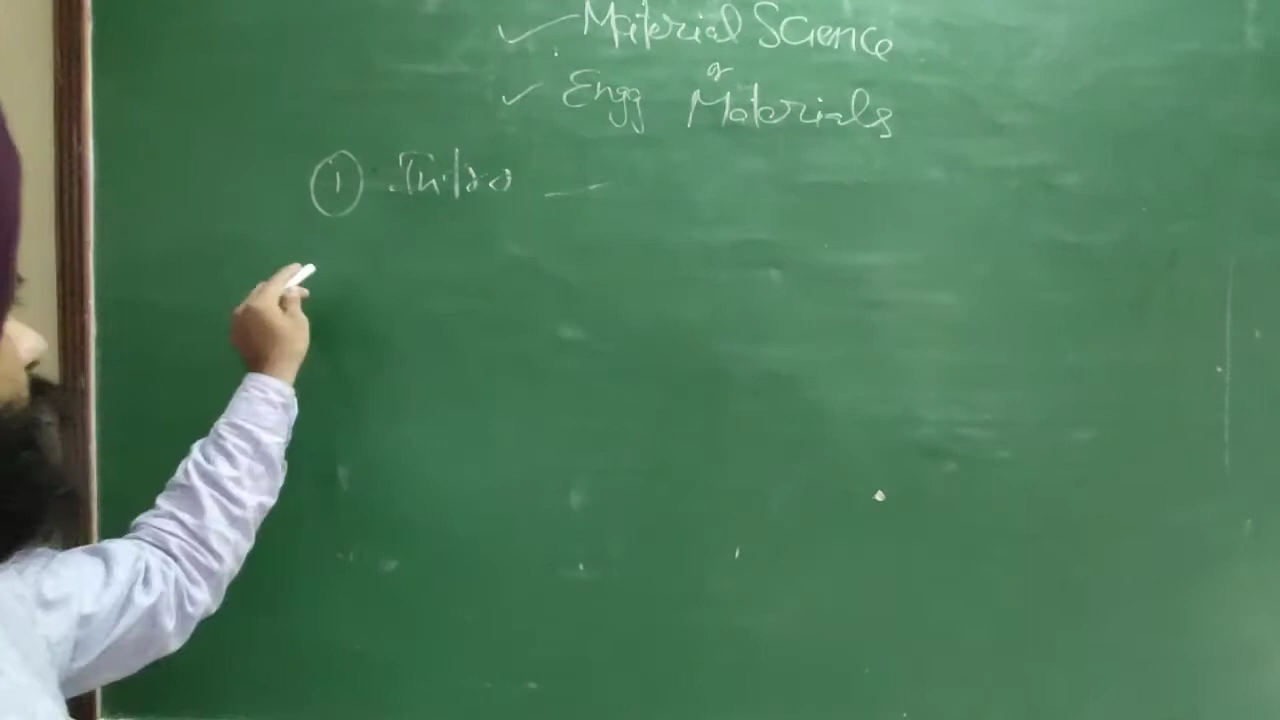 ✓ Material Science
or
✓ Engg Materials
① Intro —